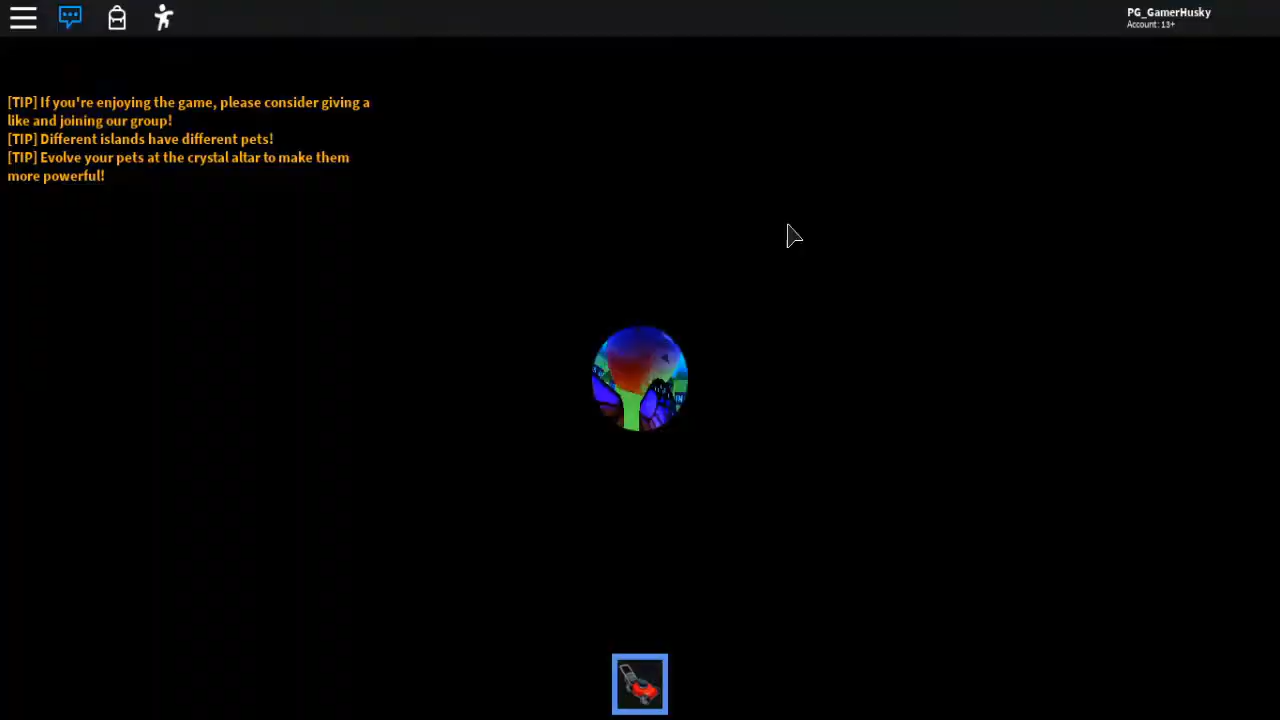 PG_GamerHusky
Account: 13+
[TIP] If you're enjoying the game, please consider giving a
like and joining our group!
[TIP] Different islands have different pets!
[TIP] Evolve your pets at the crystal altar to make them
more powerful!